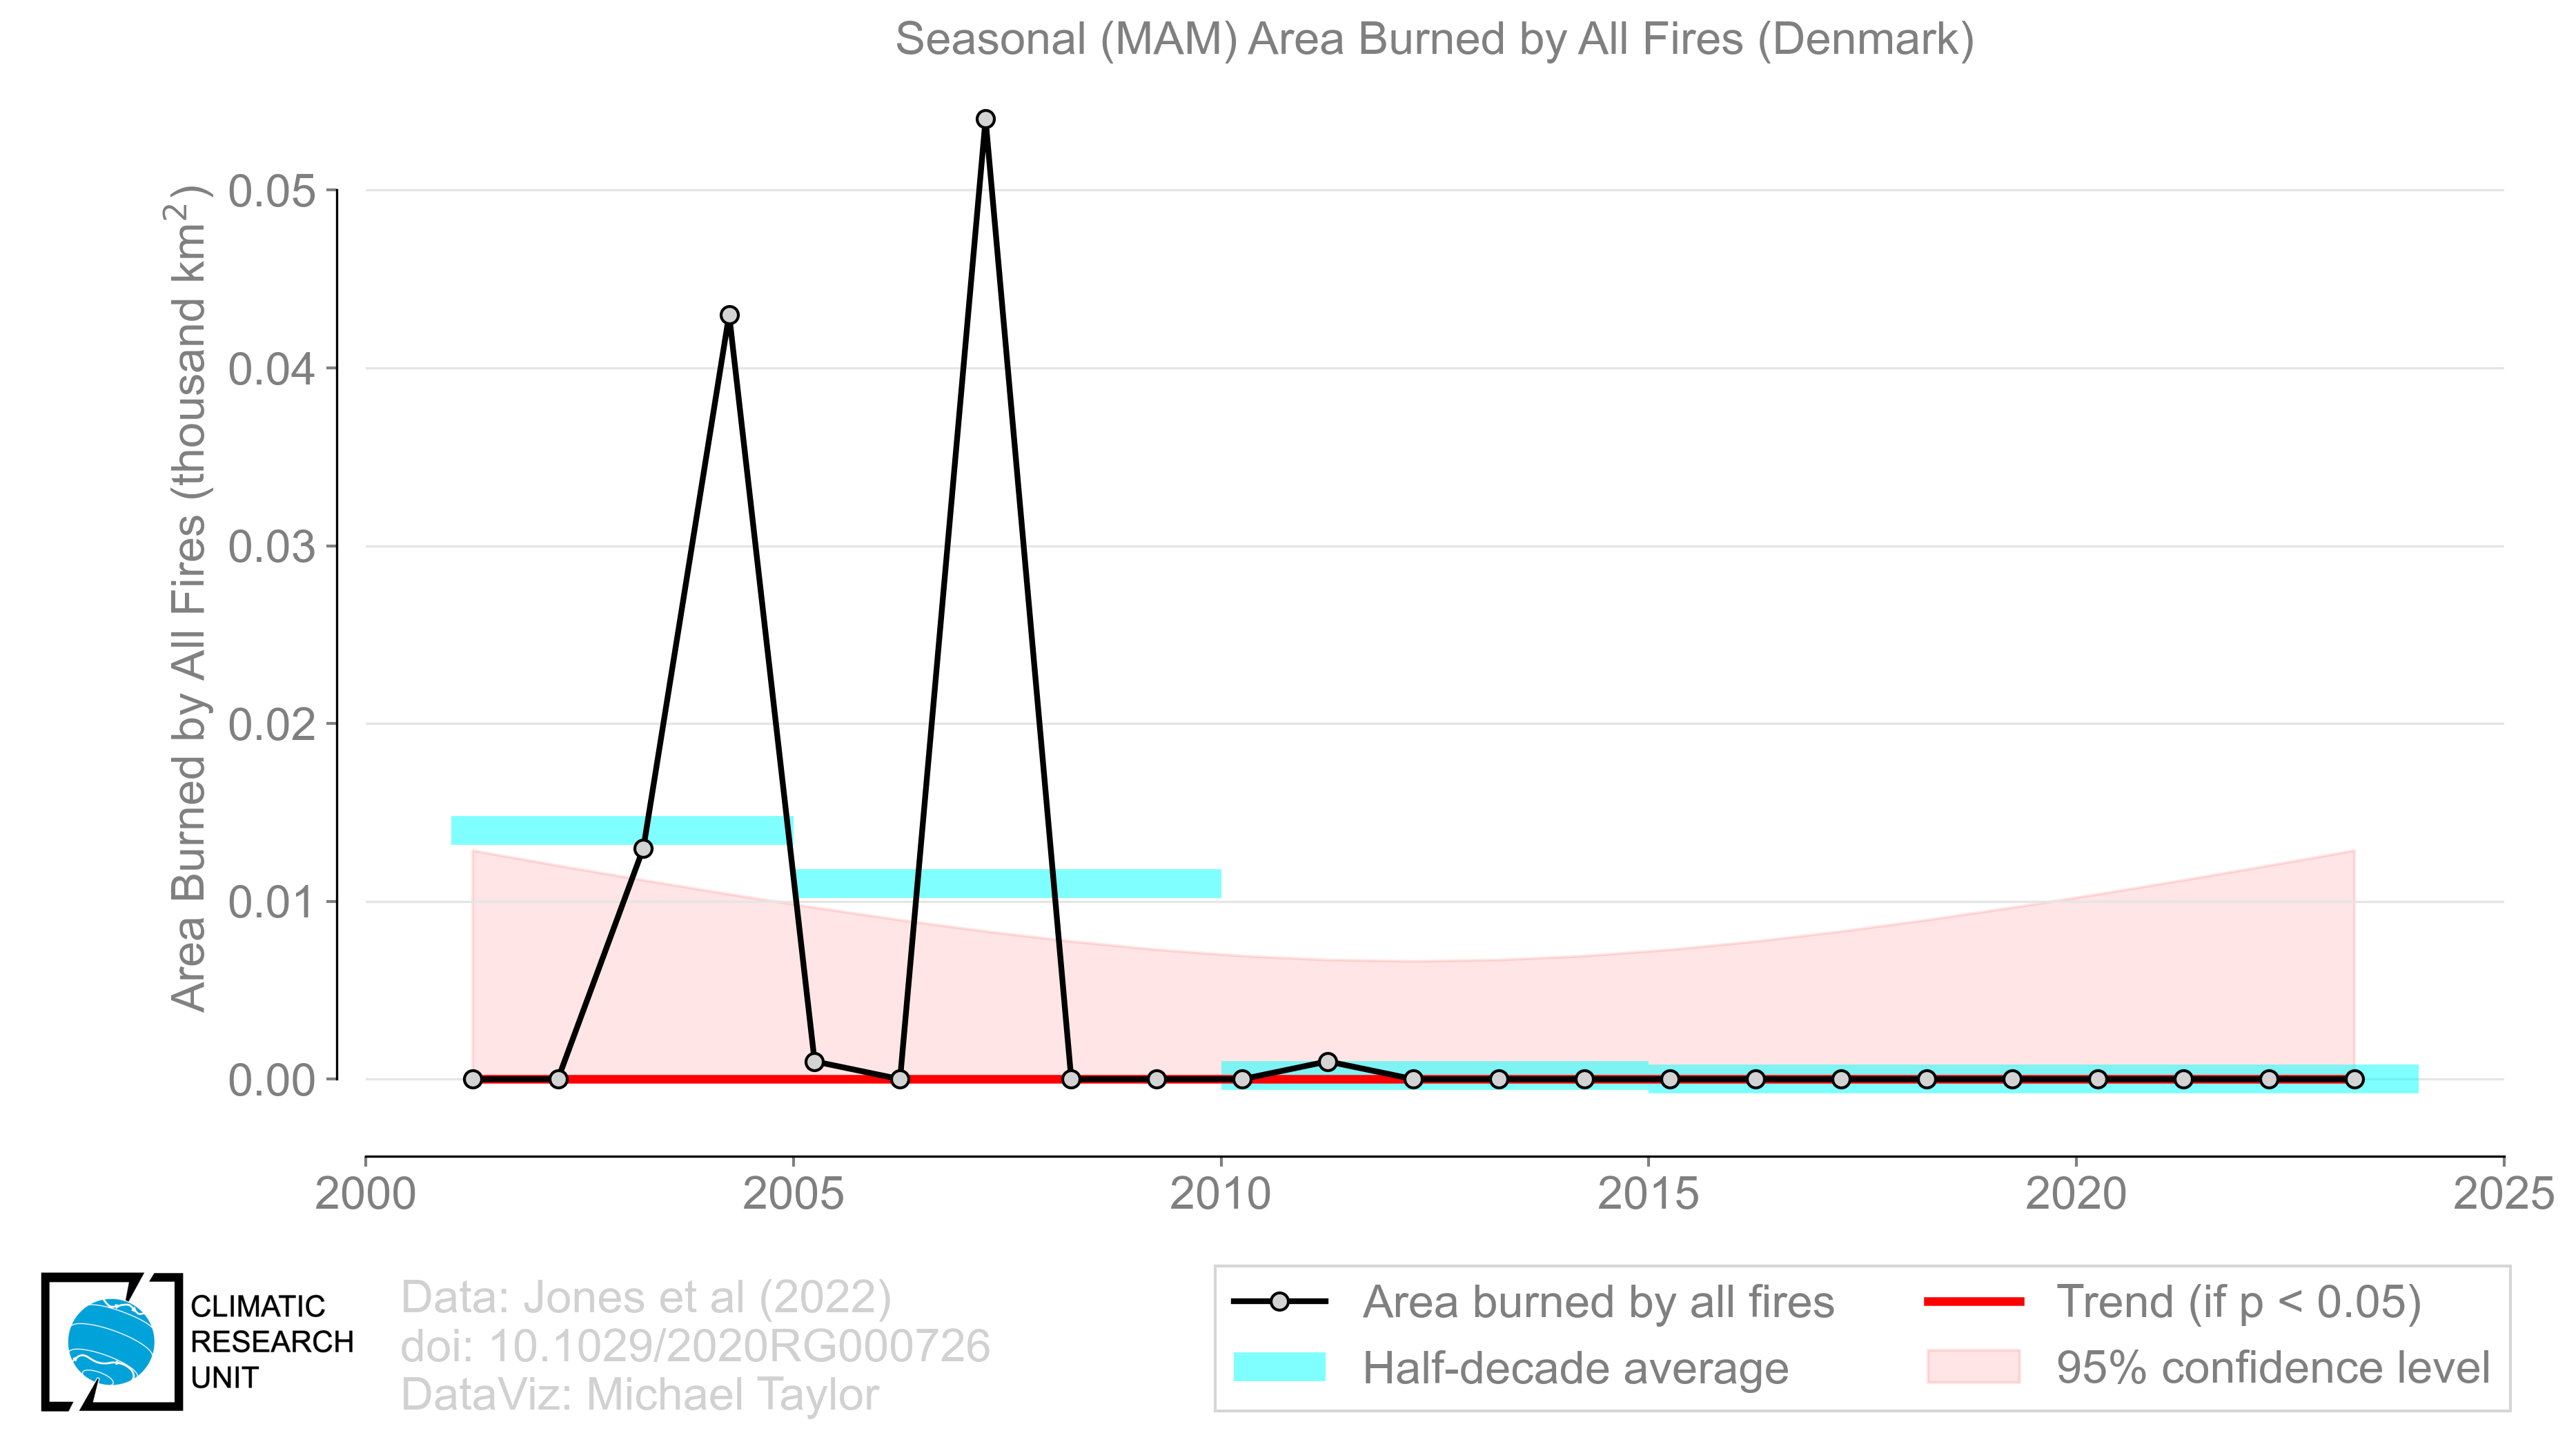 Seasonal (MAM) Area Burned by All Fires (Denmark)
Area Burned by All Fires (thousand km²)
0.05
0.04
0.03
0.02
0.01
0.00
2000 2005 2010 2015 2020 2025
CLIMATIC
RESEARCH
UNIT
Data: Jones et al (2022)
doi: 10.1029/2020RG000726
DataViz: Michael Taylor
Area burned by all fires
Half-decade average
Trend (if p < 0.05)
95% confidence level